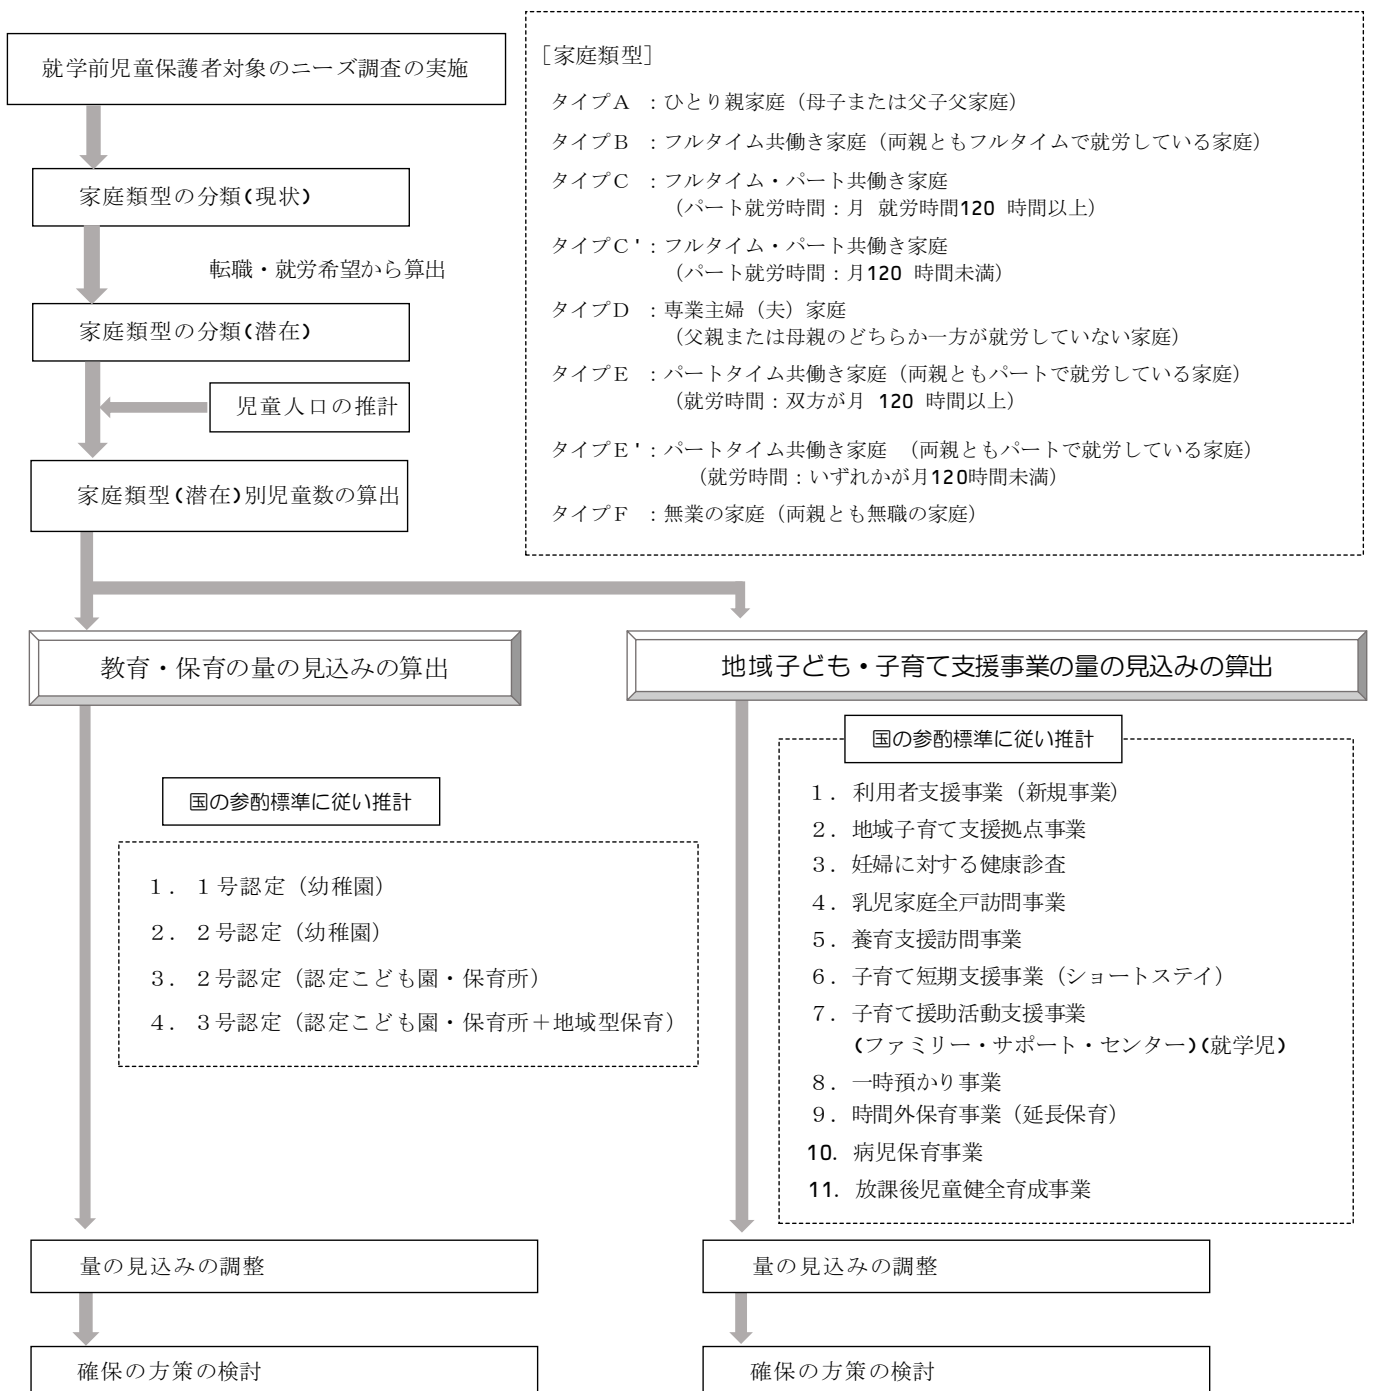 就学前児童保護者対象のニーズ調査の実施
家庭類型の分類(現状)
転職・就労希望から算出
家庭類型の分類(潜在)
児童人口の推計
家庭類型(潜在)別児童数の算出
［家庭類型］
タイプＡ ：ひとり親家庭（母子または父子父家庭）
タイプＢ ：フルタイム共働き家庭（両親ともフルタイムで就労している家庭）
タイプＣ ：フルタイム・パート共働き家庭
（パート就労時間：月 就労時間120 時間以上）
タイプＣ'：フルタイム・パート共働き家庭
（パート就労時間：月120 時間未満）
タイプＤ ：専業主婦（夫）家庭
（父親または母親のどちらか一方が就労していない家庭）
タイプＥ ：パートタイム共働き家庭（両親ともパートで就労している家庭）
（就労時間：双方が月 120 時間以上）
タイプＥ'：パートタイム共働き家庭 （両親ともパートで就労している家庭）
（就労時間：いずれかが月120時間未満）
タイプＦ ：無業の家庭（両親とも無職の家庭）
教育・保育の量の見込みの算出
国の参酌標準に従い推計
１．１号認定（幼稚園）
２．２号認定（幼稚園）
３．２号認定（認定こども園・保育所）
４．３号認定（認定こども園・保育所＋地域型保育）
量の見込みの調整
確保の方策の検討
地域子ども・子育て支援事業の量の見込みの算出
国の参酌標準に従い推計
１．利用者支援事業（新規事業）
２．地域子育て支援拠点事業
３．妊婦に対する健康診査
４．乳児家庭全戸訪問事業
５．養育支援訪問事業
６．子育て短期支援事業（ショートステイ）
７．子育て援助活動支援事業
(ファミリー・サポート・センター)(就学児）
８．一時預かり事業
９．時間外保育事業（延長保育）
10．病児保育事業
11．放課後児童健全育成事業
量の見込みの調整
確保の方策の検討